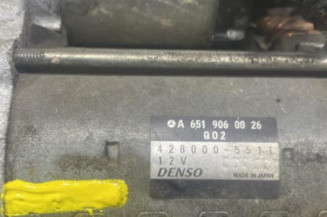 A 651 906 00 26
Q02
428000-5511
12V
DENSO
MADE IN JAPAN